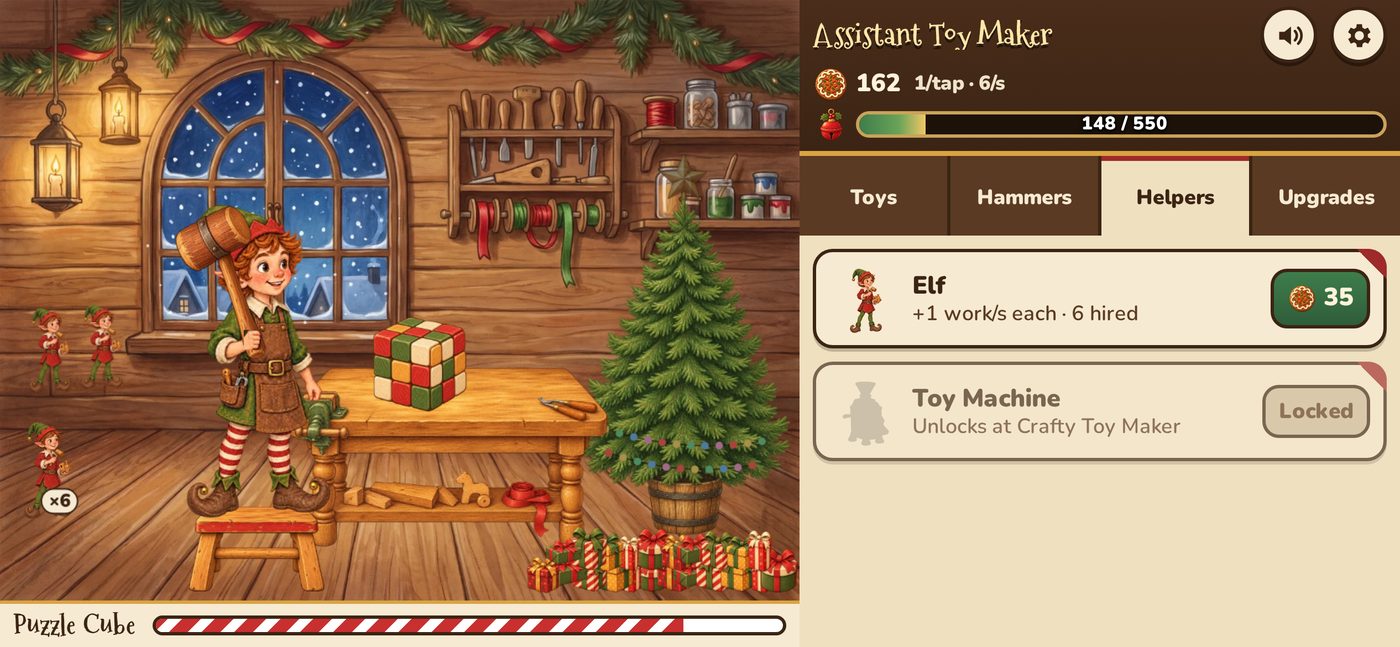 Assistant Toy Maker
162 1/tap · 6/s
148 / 550
Toys Hammers Helpers Upgrades
Elf
+1 work/s each · 6 hired
35
Toy Machine
Unlocks at Crafty Toy Maker
Locked
×6
Puzzle Cube